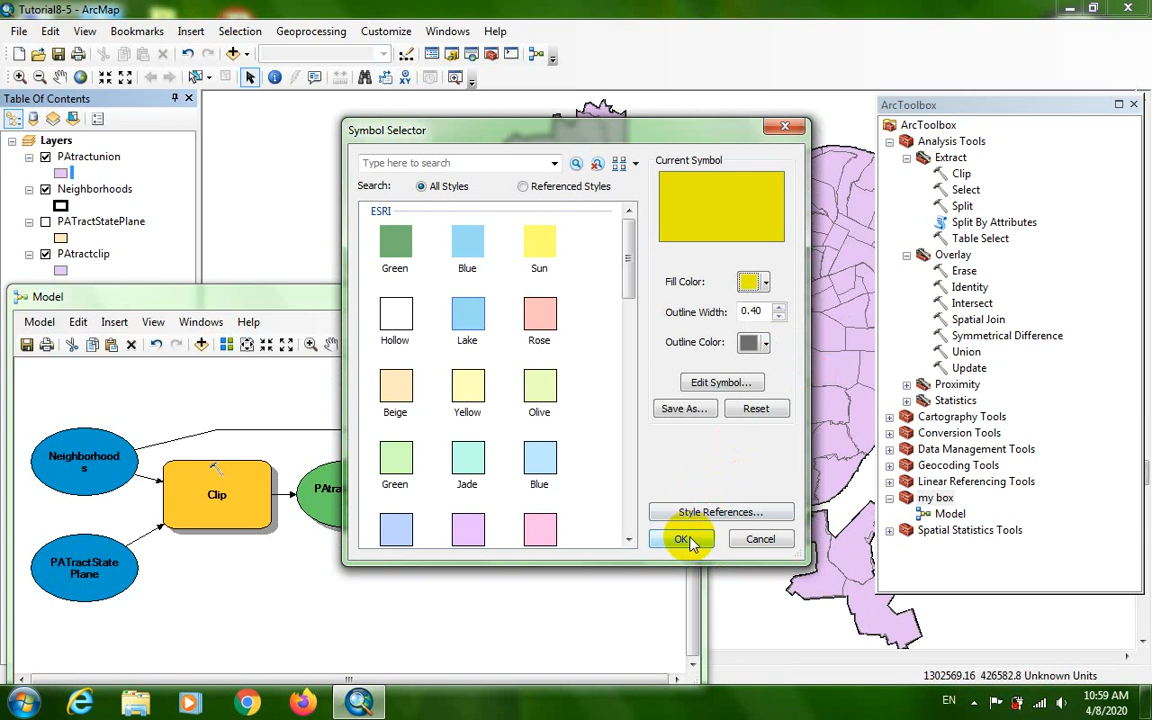 Tutorial8-5 - ArcMap
File Edit View Bookmarks Insert Selection Geoprocessing Customize Windows Help
Table Of Contents
Layers
PAtractunion
Neighborhoods
PATractStatePlane
PAtractclip
Model
Model Edit Insert View Windows Help
Neighborhood
s
PATractState
Plane
Clip
PAtra
Symbol Selector
Type here to search
Search: All Styles Referenced Styles
ESRI
Green Blue Sun
Hollow Lake Rose
Beige Yellow Olive
Green Jade Blue
Current Symbol
Fill Color:
Outline Width: 0.40
Outline Color:
Edit Symbol...
Save As... Reset
Style References...
OK Cancel
ArcToolbox
ArcToolbox
Analysis Tools
Extract
Clip
Select
Split
Split By Attributes
Table Select
Overlay
Erase
Identity
Intersect
Spatial Join
Symmetrical Difference
Union
Update
Proximity
Statistics
Cartography Tools
Conversion Tools
Data Management Tools
Geocoding Tools
Linear Referencing Tools
my box
Model
Spatial Statistics Tools
1302569.16 426582.8 Unknown Units
EN
10:59 AM
4/8/2020